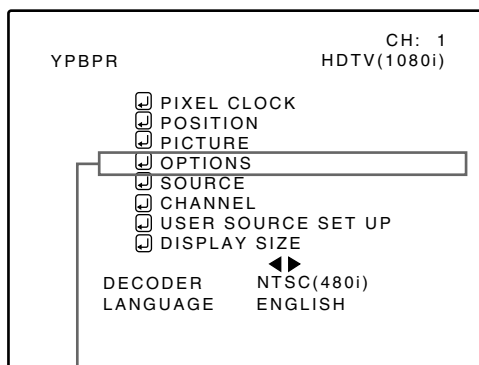 CH: 1
YPBPR HDTV(1080i)
PIXEL CLOCK
POSITION
PICTURE
OPTIONS
SOURCE
CHANNEL
USER SOURCE SET UP
DISPLAY SIZE
DECODER NTSC(480i)
LANGUAGE ENGLISH